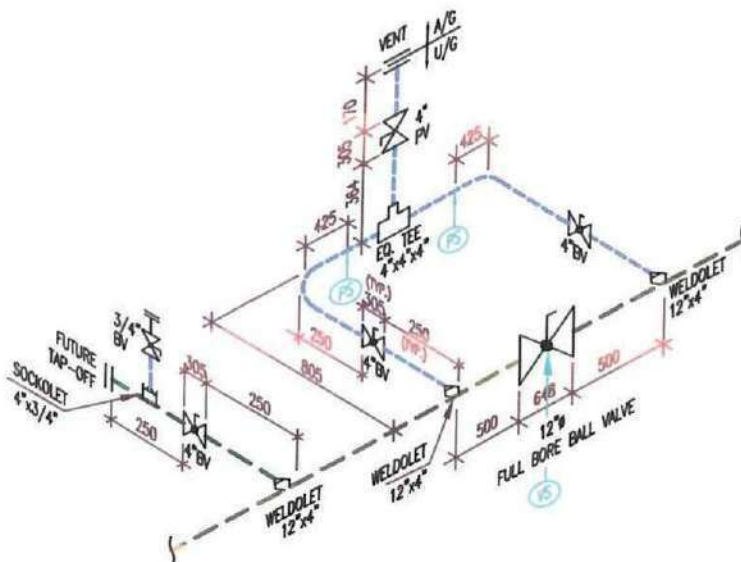 VENT
A/G
U/G
170
4"
PV
305
384
425
425
EQ. TEE
4"x4"x4"
PS
PS
4"BV
WELDOLET
12"x4"
(TYP.)
305
250
250
(TYP.)
4"BV
805
3/4"
BV
FUTURE
TAP-OFF
305
SOCKOLET
4"x3/4"
250
250
4"BV
500
648
500
12"ø
FULL BORE BALL VALVE
WELDOLET
12"x4"
WELDOLET
12"x4"